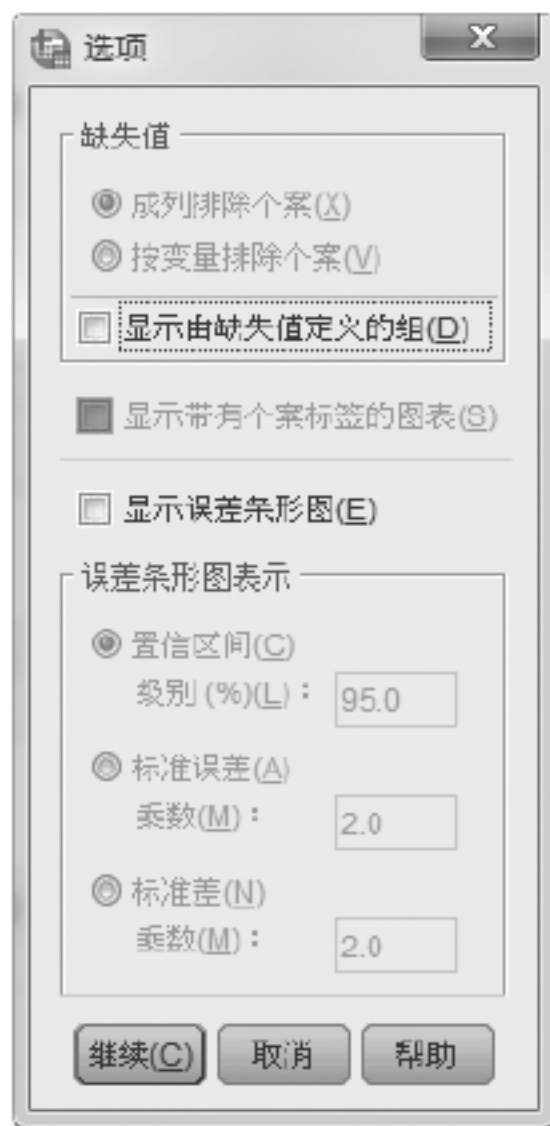 选项
缺失值
成列排除个案(X)
按变量排除个案(V)
显示由缺失值定义的组(D)
显示带有个案标签的图表(S)
显示误差条形图(E)
误差条形图表示
置信区间(C)
级别 (%)(L)： 95.0
标准误差(A)
乘数(M)： 2.0
标准差(N)
乘数(M)： 2.0
继续(C) 取消 帮助